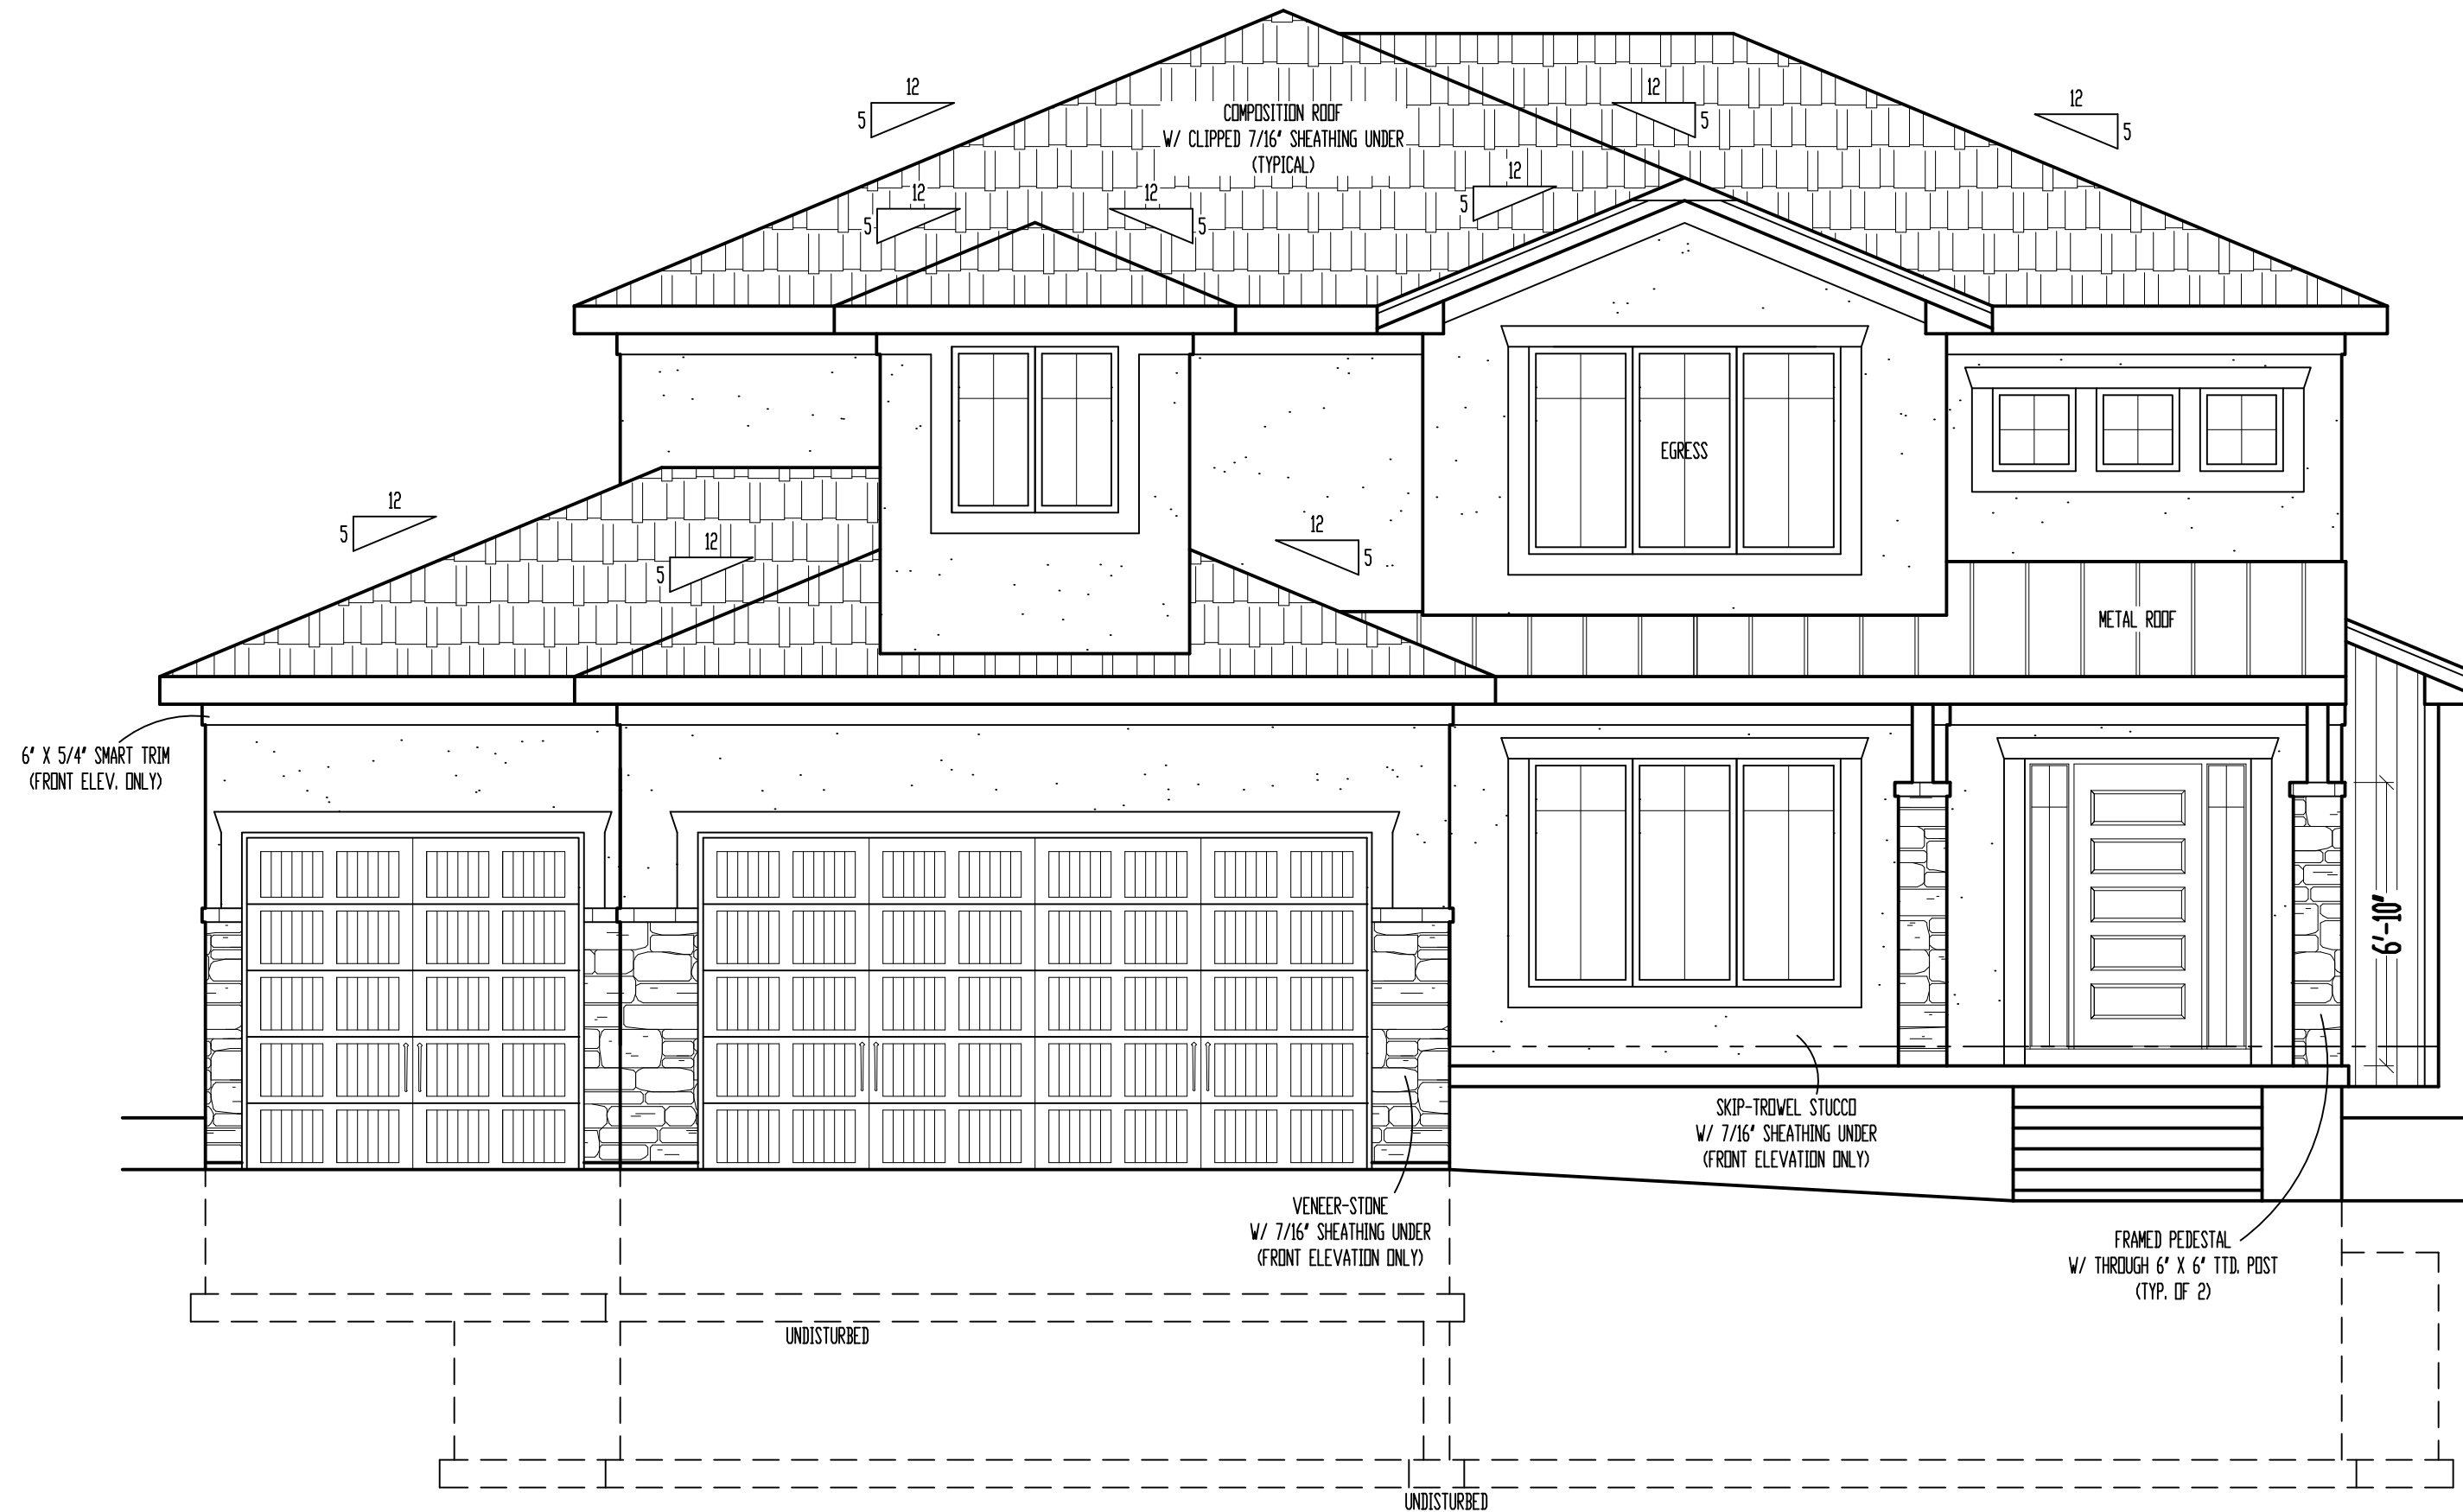 12
5
12
5
12
5
COMPOSITION ROOF
W/ CLIPPED 7/16" SHEATHING UNDER
(TYPICAL)
12
5
12
5
12
5
EGRESS
12
5
12
5
12
5
METAL ROOF
6" X 5/4" SMART TRIM
(FRONT ELEV. ONLY)
6'-10"
SKIP-TROWEL STUCCO
W/ 7/16" SHEATHING UNDER
(FRONT ELEVATION ONLY)
VENEER-STONE
W/ 7/16" SHEATHING UNDER
(FRONT ELEVATION ONLY)
FRAMED PEDESTAL
W/ THROUGH 6" X 6" TTD. POST
(TYP. OF 2)
UNDISTURBED
UNDISTURBED